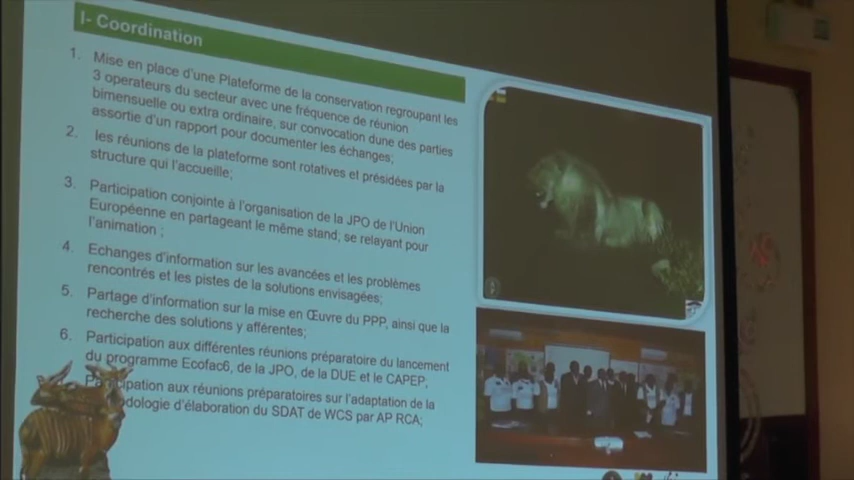 I- Coordination
1. Mise en place d'une Plateforme de la conservation regroupant les
3 operateurs du secteur avec une fréquence de réunion
bimensuelle ou extra ordinaire, sur convocation dune des parties
assortie d'un rapport pour documenter les échanges;
2. les réunions de la plateforme sont rotatives et présidées par la
structure qui l'accueille;
3. Participation conjointe à l'organisation de la JPO de l'Union
Européenne en partageant le même stand; se relayant pour
l'animation ;
4. Echanges d'information sur les avancées et les problèmes
rencontrés et les pistes de la solutions envisagées;
5. Partage d'information sur la mise en Œuvre du PPP, ainsi que la
recherche des solutions y afférentes;
6. Participation aux différentes réunions préparatoire du lancement
du programme Ecofac6, de la JPO, de la DUE et le CAPEP;
Participation aux réunions préparatoires sur l'adaptation de la
odologie d'élaboration du SDAT de WCS par AP RCA;